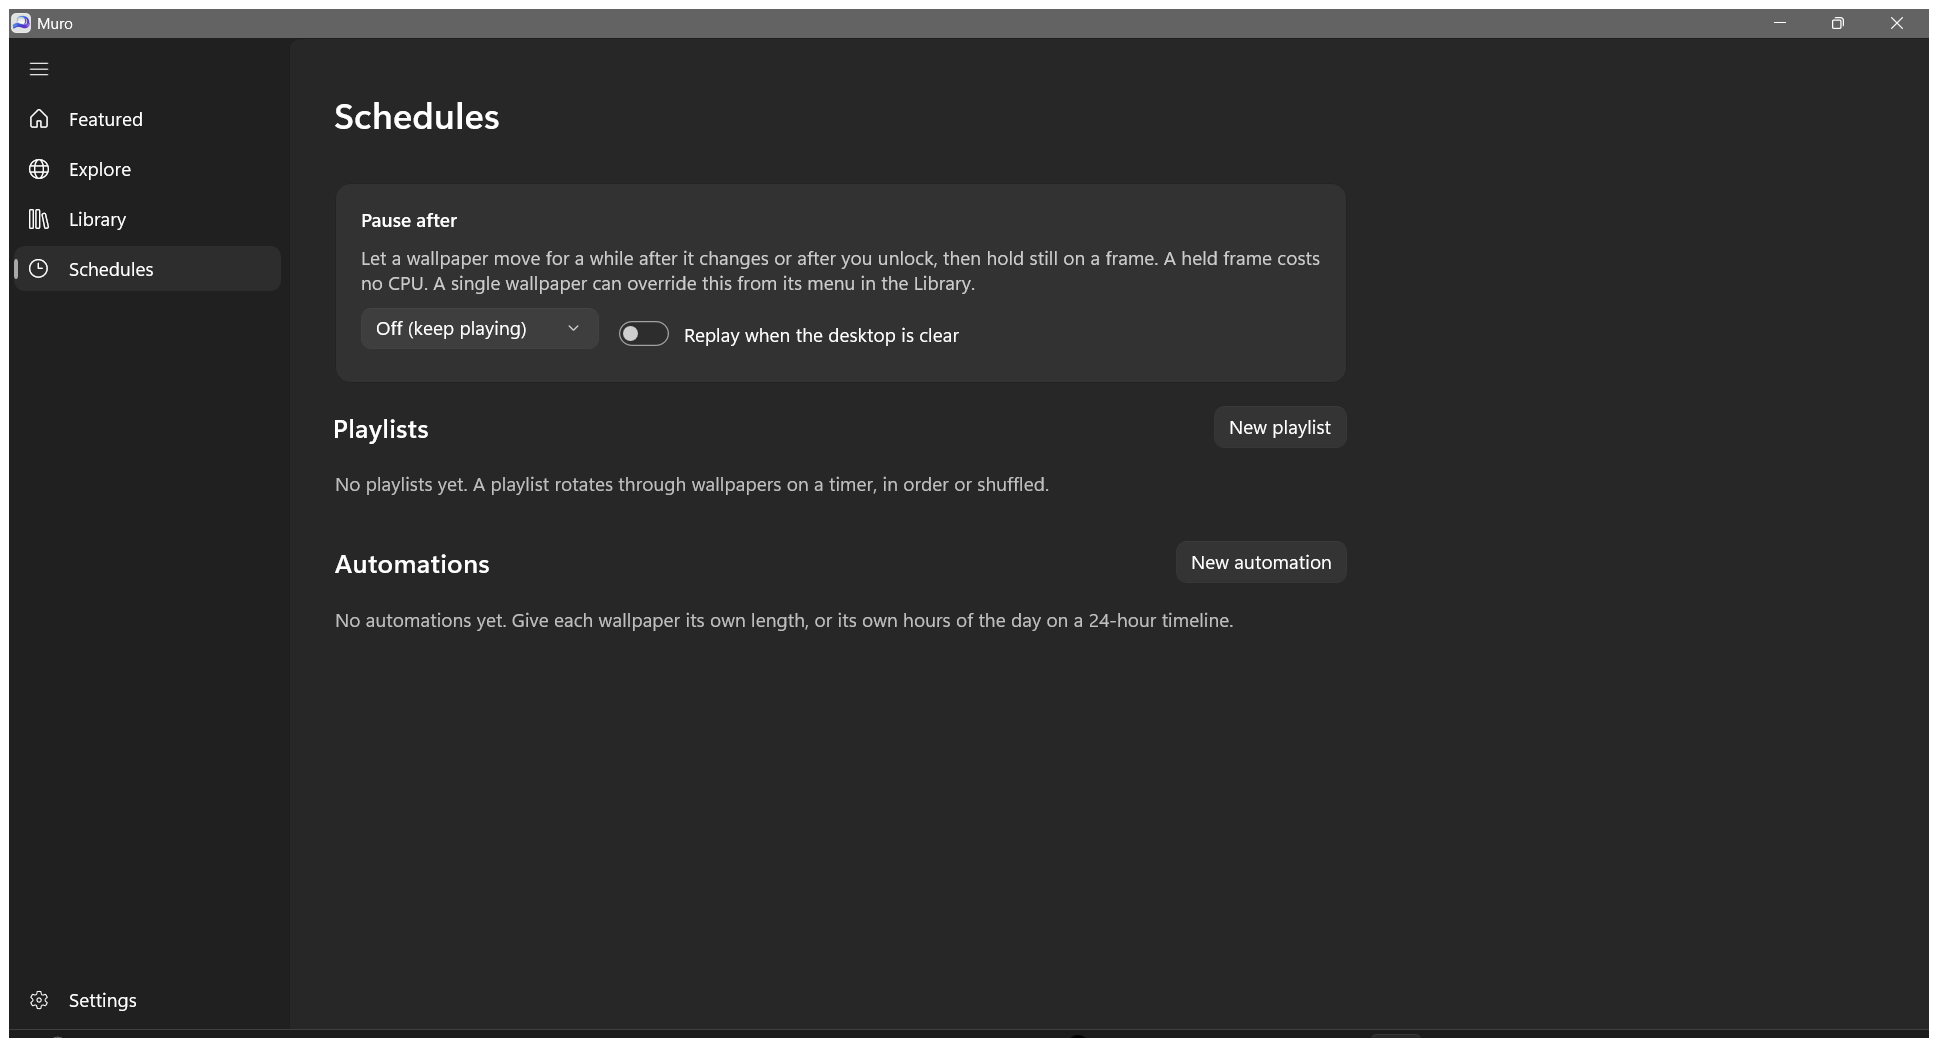 Muro
Featured
Explore
Library
Schedules
Settings
Schedules
Pause after
Let a wallpaper move for a while after it changes or after you unlock, then hold still on a frame. A held frame costs
no CPU. A single wallpaper can override this from its menu in the Library.
Off (keep playing)
Replay when the desktop is clear
Playlists
New playlist
No playlists yet. A playlist rotates through wallpapers on a timer, in order or shuffled.
Automations
New automation
No automations yet. Give each wallpaper its own length, or its own hours of the day on a 24-hour timeline.